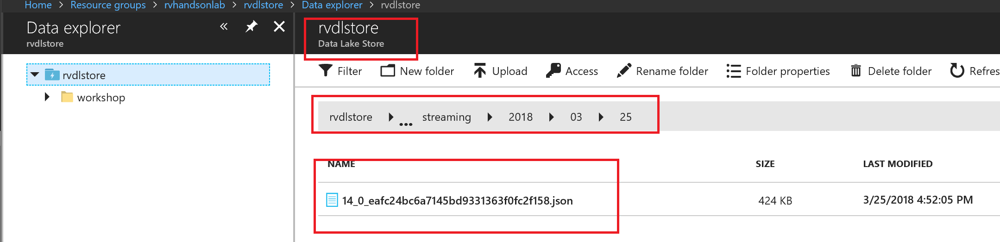 Home > Resource groups > rvhandsonlab > rvdlstore > Data explorer > rvdlstore
Data explorer
rvdlstore
rvdlstore
workshop
rvdlstore
Data Lake Store
Filter New folder Upload Access Rename folder Folder properties Delete folder Refres
rvdlstore ... streaming 2018 03 25
NAME SIZE LAST MODIFIED
14_0_eafc24bc6a7145bd9331363f0fc2f158.json 424 KB 3/25/2018 4:52:05 PM